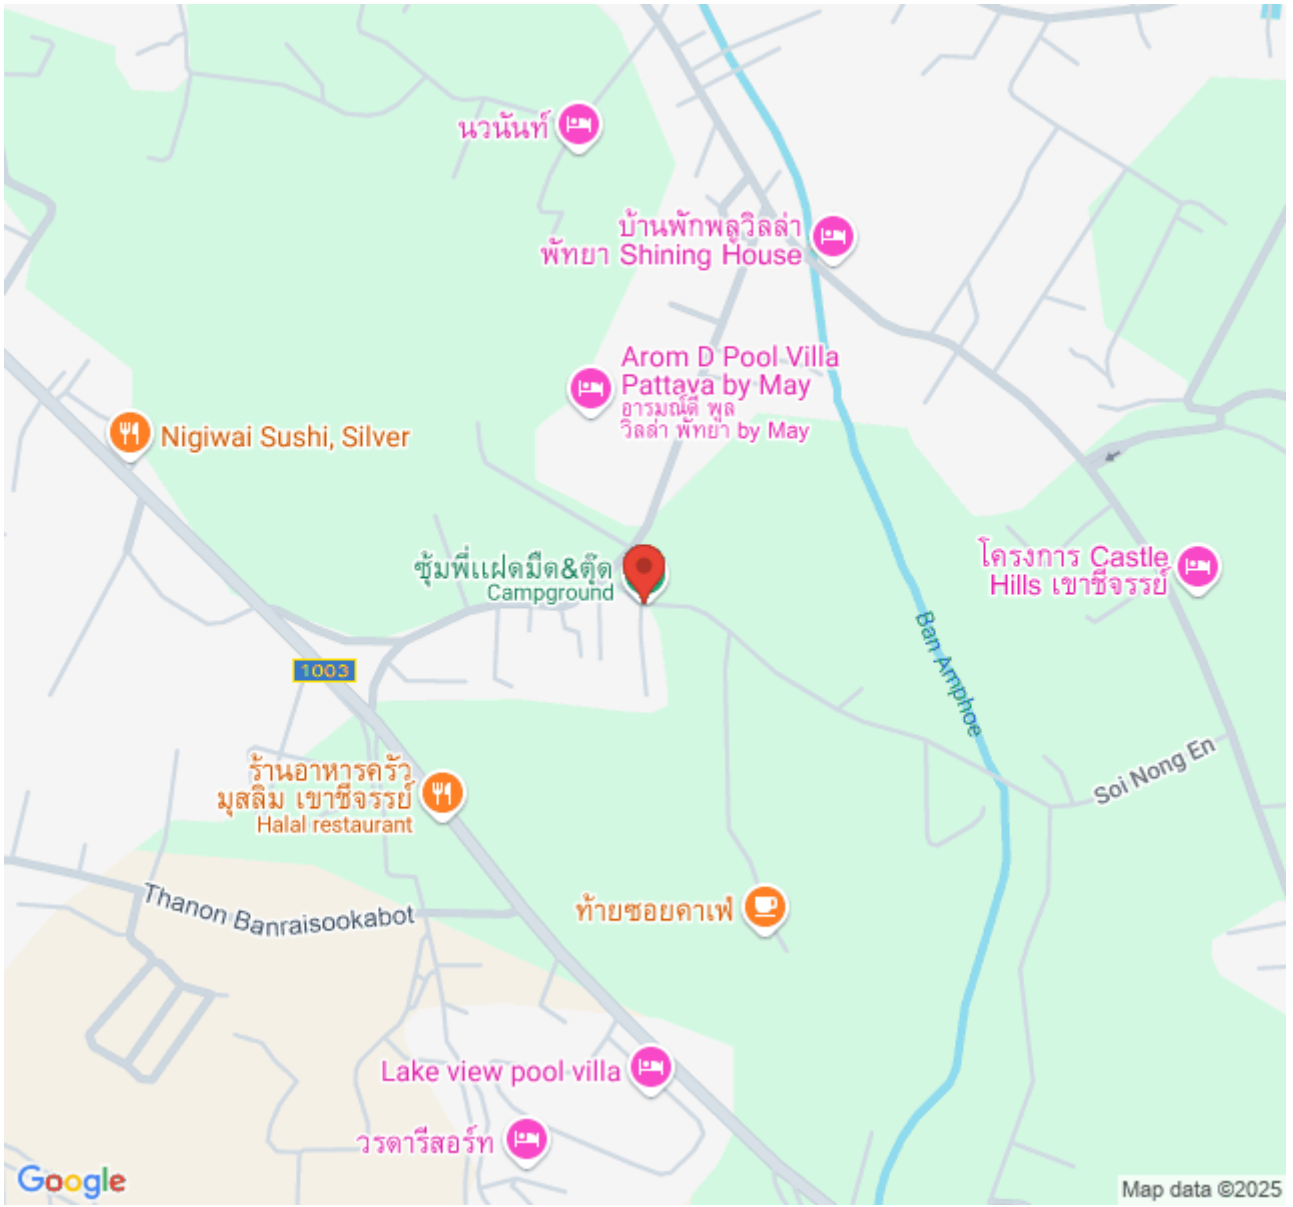 นวนันท์
บ้านพักพลูวิลล่า
พัทยา Shining House
Arom D Pool Villa
Pattaya by May
อารมณ์ดี พูล
วิลล่า พัทยา by May
Nigiwai Sushi, Silver
ซุ้มพี่แฝดมืด&ตุ๊ด
Campground
โครงการ Castle
Hills เขาชีจรรย์
Ban Amphoe
1003
Soi Nong En
ร้านอาหารครัว
มุสลิม เขาชีจรรย์
Halal restaurant
Thanon Banraisookabot
ท้ายซอยคาเฟ่
Lake view pool villa
วรดารีสอร์ท
Google
Map data ©2025